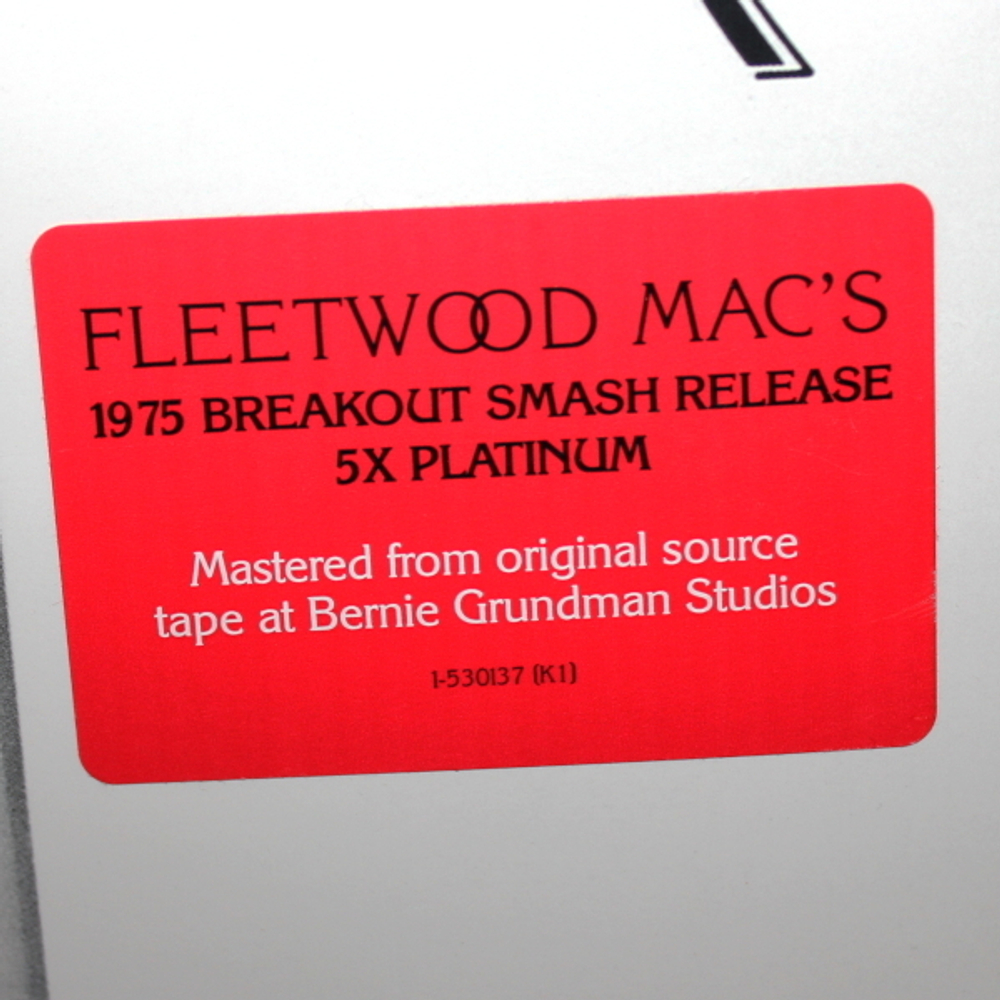 FLEETWOOD MAC'S
1975 BREAKOUT SMASH RELEASE
5X PLATINUM
Mastered from original source
tape at Bernie Grundman Studios
1-530137 (K1)